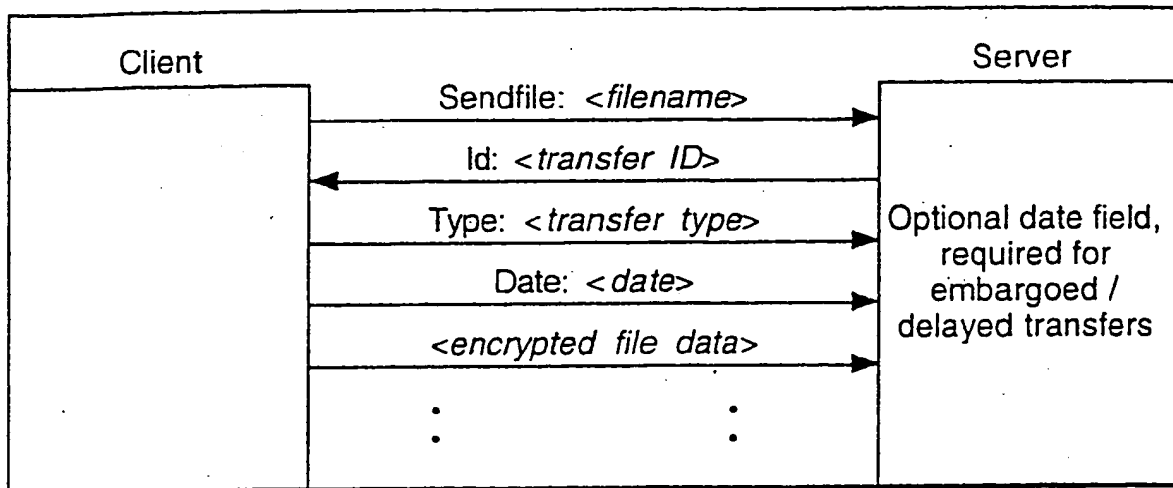 Client
Server
Sendfile: <filename>
Id: <transfer ID>
Type: <transfer type>
Date: <date>
<encrypted file data>
Optional date field,
required for
embargoed /
delayed transfers